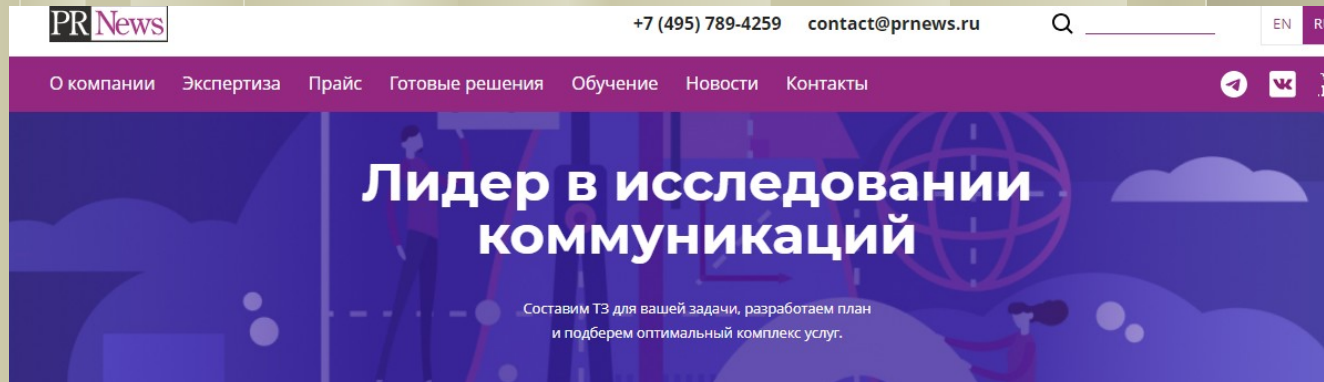 PR News
+7 (495) 789-4259 contact@prnews.ru EN
О компании Экспертиза Прайс Готовые решения Обучение Новости Контакты
Лидер в исследовании
коммуникаций
Составим ТЗ для вашей задачи, разработаем план
и подберем оптимальный комплекс услуг.